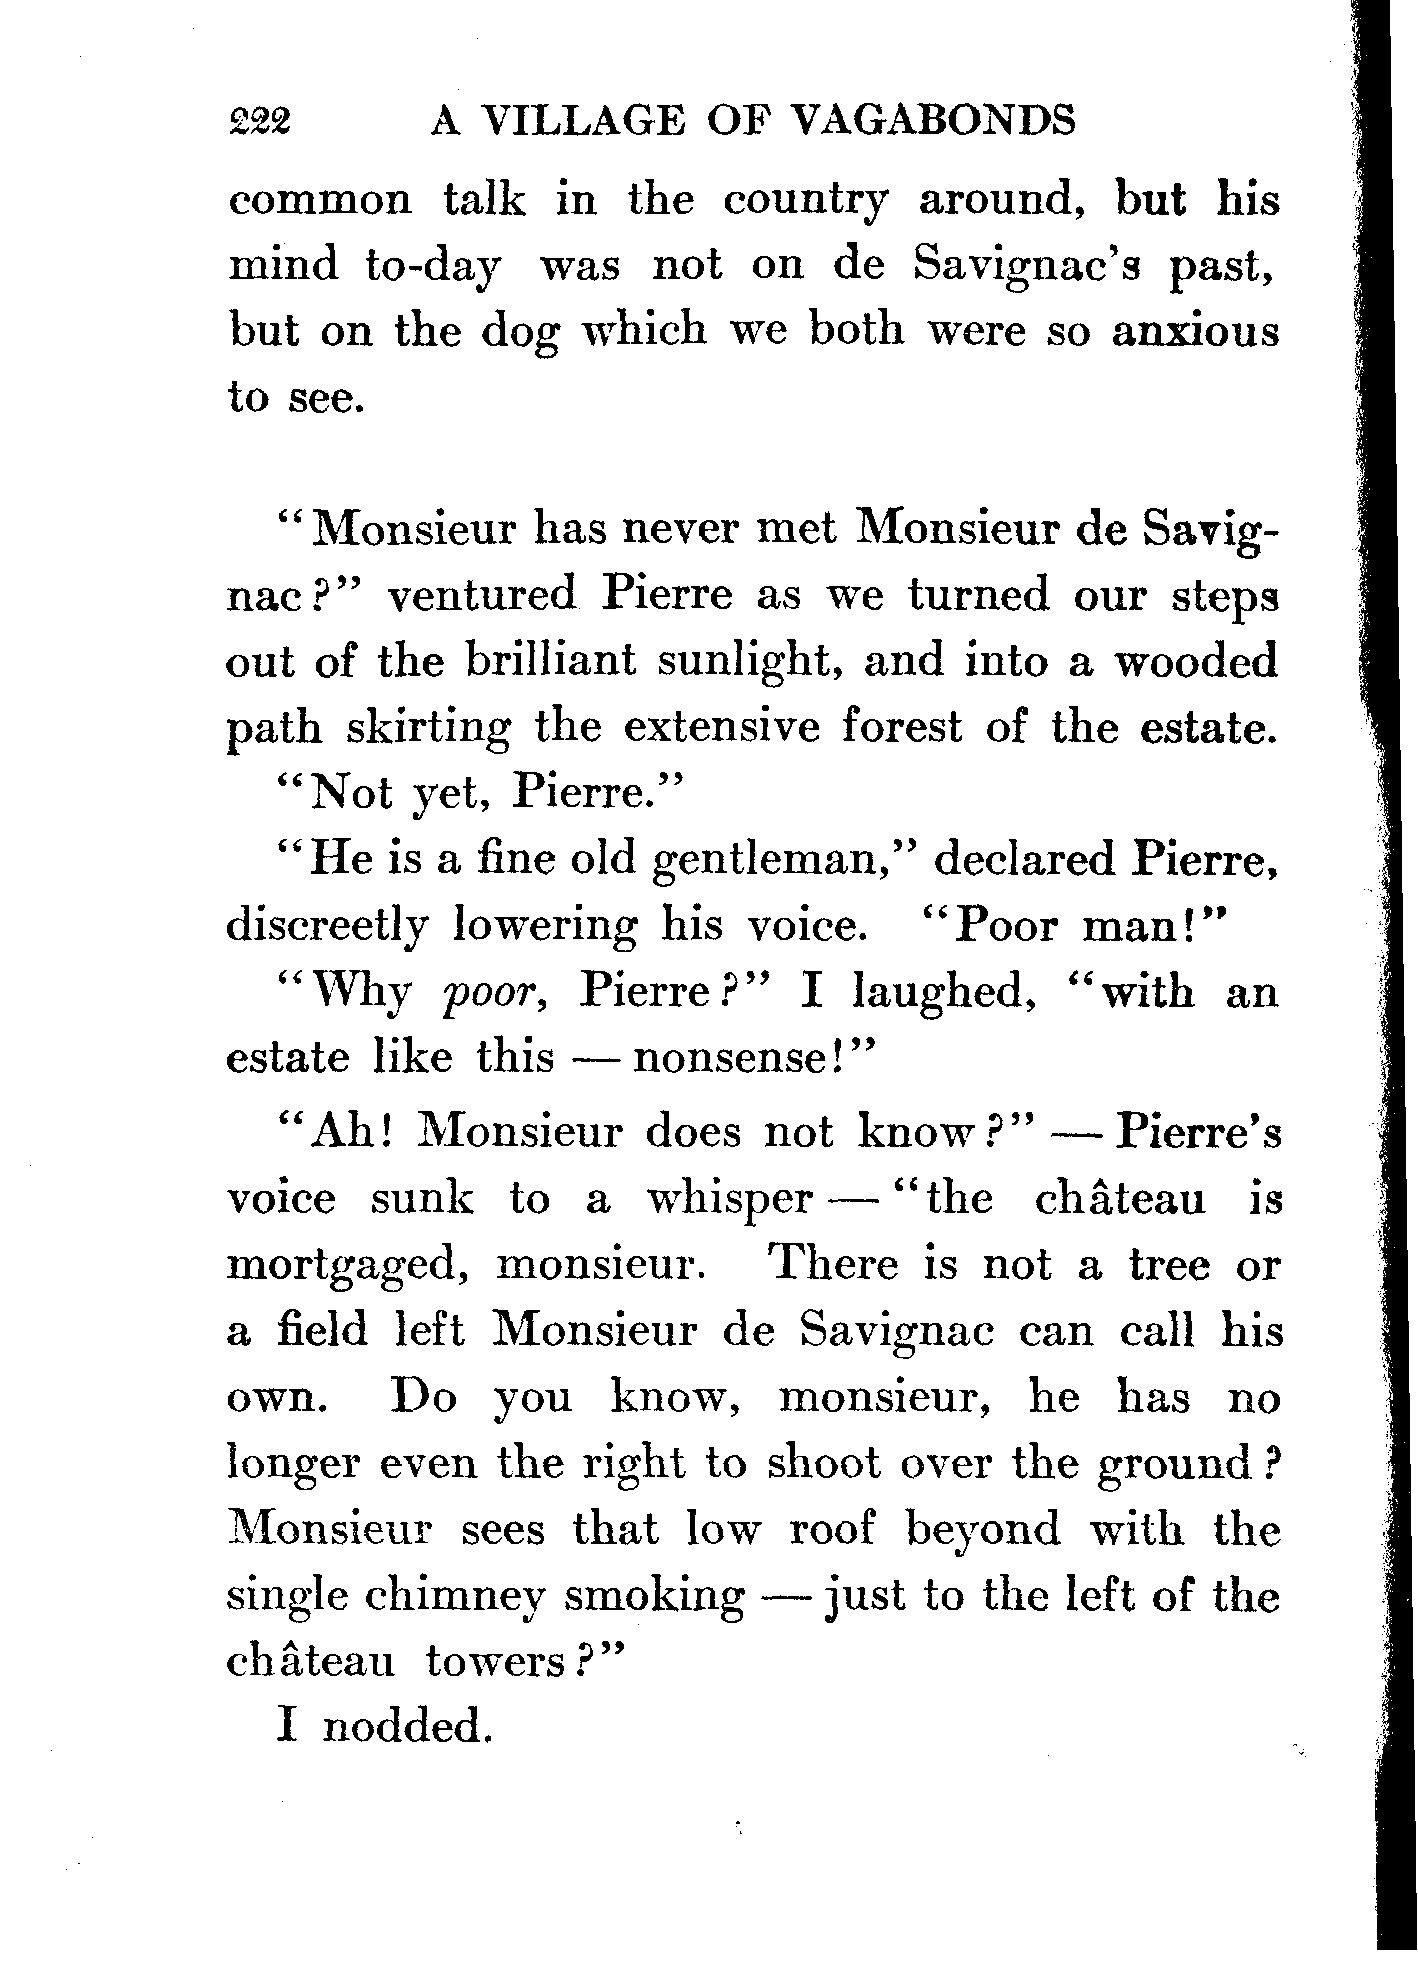 222 A VILLAGE OF VAGABONDS
common talk in the country around, but his
mind to-day was not on de Savignac's past,
but on the dog which we both were so anxious
to see.
“Monsieur has never met Monsieur de Savig-
nac?” ventured Pierre as we turned our steps
out of the brilliant sunlight, and into a wooded
path skirting the extensive forest of the estate.
“Not yet, Pierre.”
“He is a fine old gentleman,” declared Pierre,
discreetly lowering his voice. “Poor man!”
“Why poor, Pierre?” I laughed, “with an
estate like this — nonsense!”
“Ah! Monsieur does not know?” — Pierre's
voice sunk to a whisper — “the château is
mortgaged, monsieur. There is not a tree or
a field left Monsieur de Savignac can call his
own. Do you know, monsieur, he has no
longer even the right to shoot over the ground?
Monsieur sees that low roof beyond with the
single chimney smoking — just to the left of the
château towers?”
I nodded.